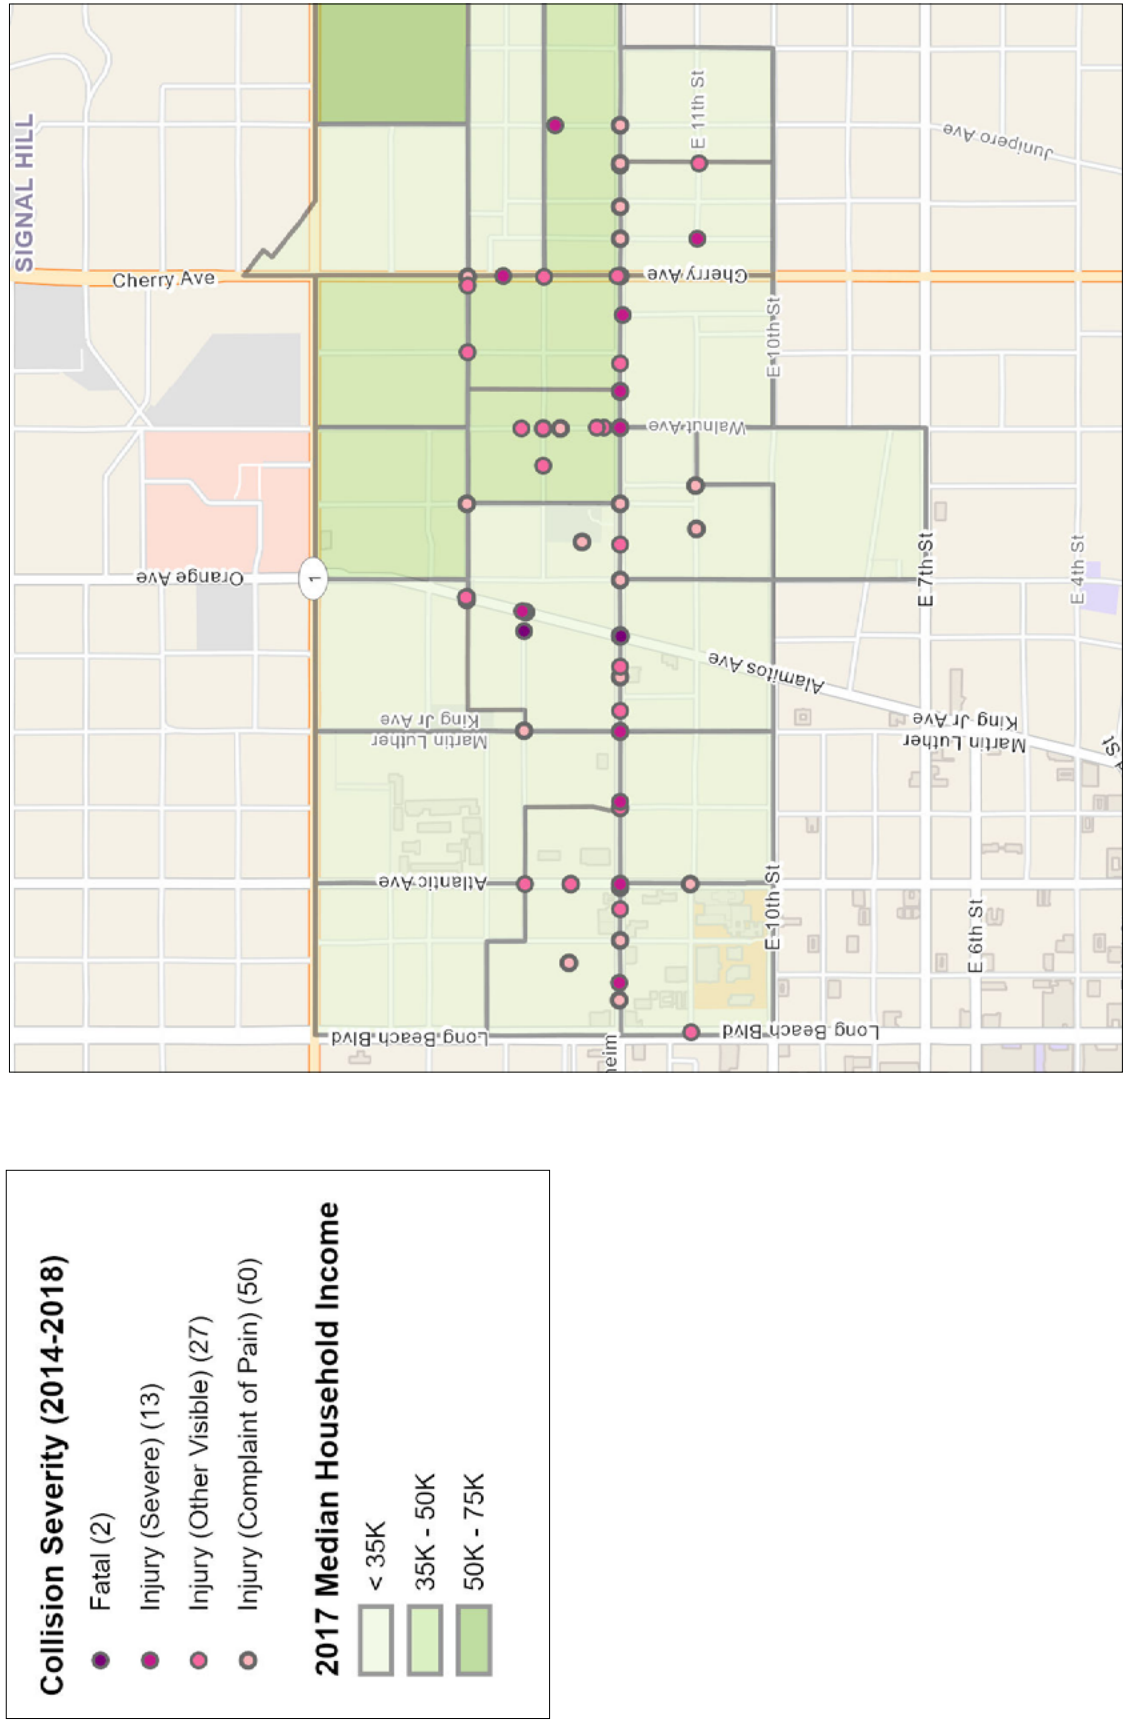 SIGNAL HILL
Cherry Ave
Orange Ave
1
E 11th St
Junipero Ave
Cherry Ave
E 10th St
Walnut Ave
E 7th St
E 4th St
Alamitos Ave
Martin Luther
King Jr Ave
Martin Luther
King Jr Ave
Atlantic Ave
E 10th St
E 6th St
Long Beach Blvd
Long Beach Blvd
heim
St
Collision Severity (2014-2018)
Fatal (2)
Injury (Severe) (13)
Injury (Other Visible) (27)
Injury (Complaint of Pain) (50)
2017 Median Household Income
< 35K
35K - 50K
50K - 75K